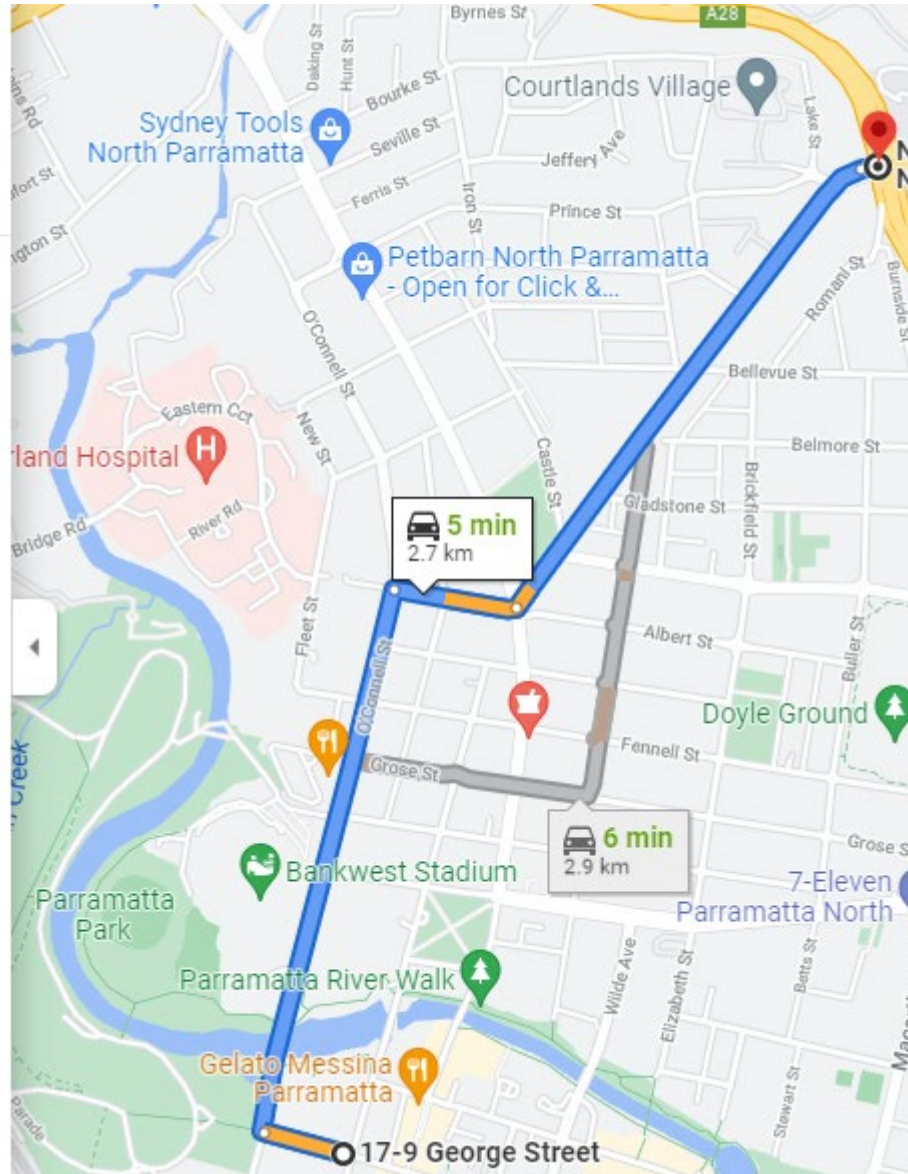 Byrnes St
A28
Daking St
Hunt St
Bourke St
Courtlands Village
Lake St
Sydney Tools
North Parramatta
Seville St
Jeffery Ave
Ferris St
Iron St
Prince St
N
N
Petbarn North Parramatta
- Open for Click &...
Romani St
Burnside St
O'Connell St
Bellevue St
Eastern Cct
New St
H
rland Hospital
Castle St
Belmore St
Brickfield St
Gladstone St
River Rd
Bridge Rd
5 min
2.7 km
Fleet St
Albert St
Buller St
O'Connell St
Doyle Ground
Fennell St
Grose St
Creek
6 min
2.9 km
Grose S
Bankwest Stadium
7-Eleven
Parramatta North
Parramatta
Park
Parramatta River Walk
Wilde Ave
Elizabeth St
Betts St
Gelato Messina
Parramatta
Stewart St
Parade
17-9 George Street